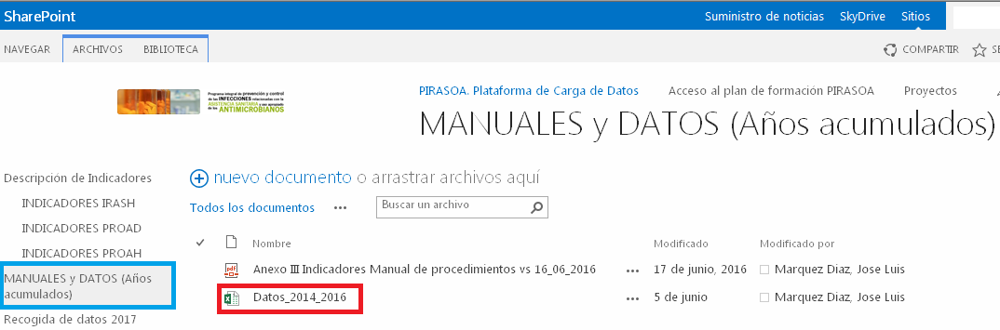 SharePoint
Suministro de noticias SkyDrive Sitios
NAVEGAR ARCHIVOS BIBLIOTECA
COMPARTIR SE
Programa integral de prevención y control
de las INFECCIONES relacionadas con la
ASISTENCIA SANITARIA y uso apropiado
de los ANTIMICROBIANOS
PIRASOA. Plataforma de Carga de Datos Acceso al plan de formación PIRASOA Proyectos
MANUALES y DATOS (Años acumulados)
Descripción de Indicadores
INDICADORES IRASH
INDICADORES PROAD
INDICADORES PROAH
MANUALES y DATOS (Años
acumulados)
Recogida de datos 2017
nuevo documento o arrastrar archivos aquí
Todos los documentos ••• Buscar un archivo
Nombre Modificado Modificado por
Anexo III Indicadores Manual de procedimientos vs 16_06_2016 ••• 17 de junio, 2016 Marquez Diaz, Jose Luis
Datos_2014_2016 ••• 5 de junio Marquez Diaz, Jose Luis